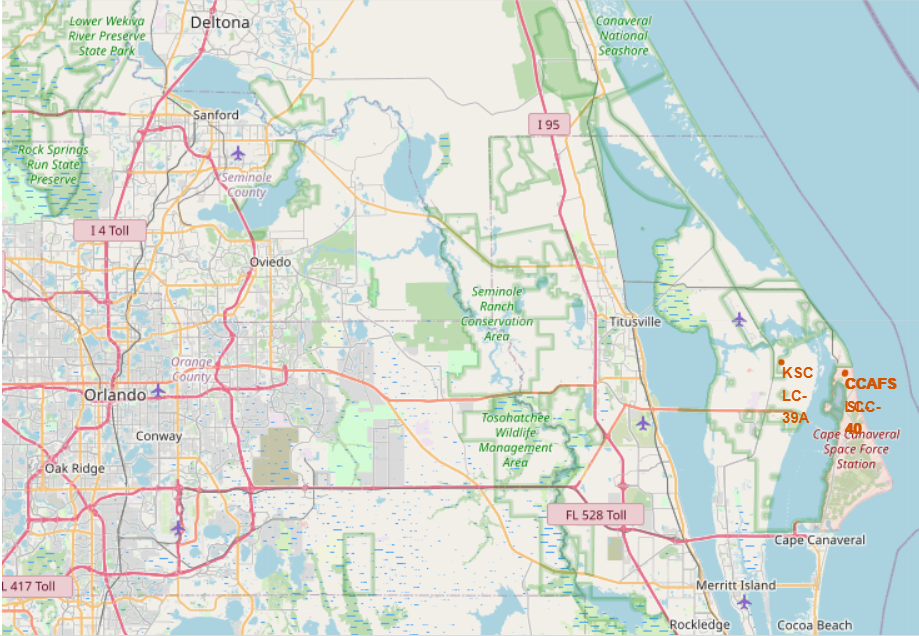 Deltona
Lower Wekiva
River Preserve
State Park
Canaveral
National
Seashore
Sanford
I 95
Rock Springs
Run State
Preserve
Seminole
County
I 4 Toll
Oviedo
Seminole
Ranch
Conservation
Area
Titusville
Orange
County
KSC
LC-
39A
CCAFS
SLC-
40
Orlando
Tosohatchee
Wildlife
Management
Area
Conway
Cape Canaveral
Space Force
Station
Oak Ridge
FL 528 Toll
Cape Canaveral
L 417 Toll
Merritt Island
Rockledge
Cocoa Beach